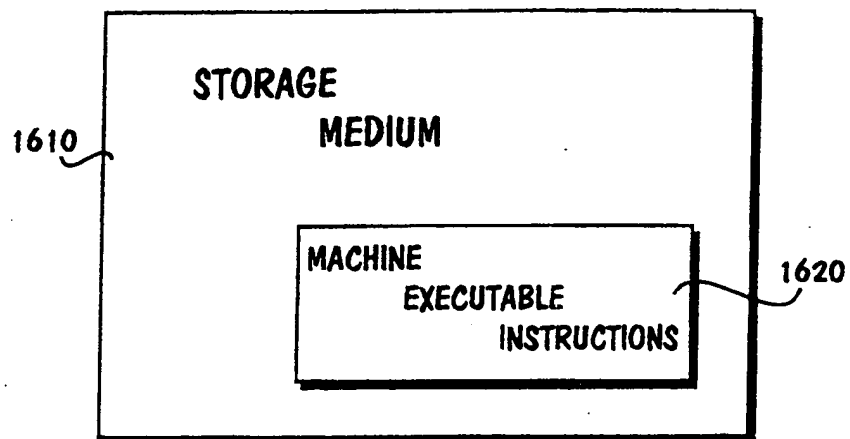 STORAGE
MEDIUM
1610
MACHINE
EXECUTABLE
INSTRUCTIONS
1620